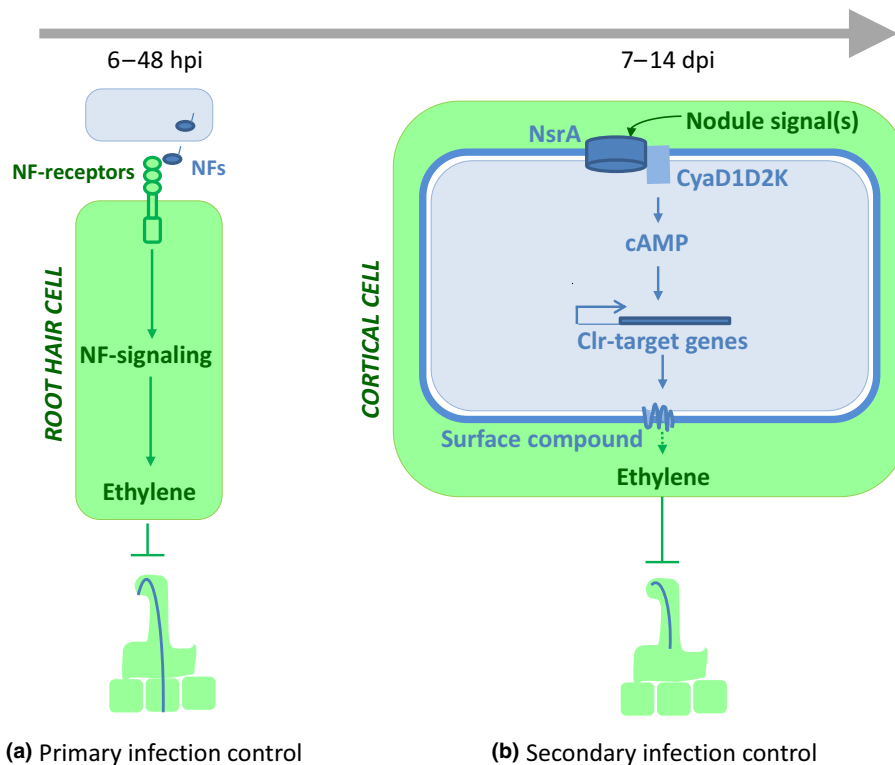 6–48 hpi
7–14 dpi
NF-receptors
NFs
ROOT HAIR CELL
NF-signaling
Ethylene
NsrA
Nodule signal(s)
CyaD1D2K
cAMP
CORTICAL CELL
Clr-target genes
Surface compound
Ethylene
(a) Primary infection control
(b) Secondary infection control